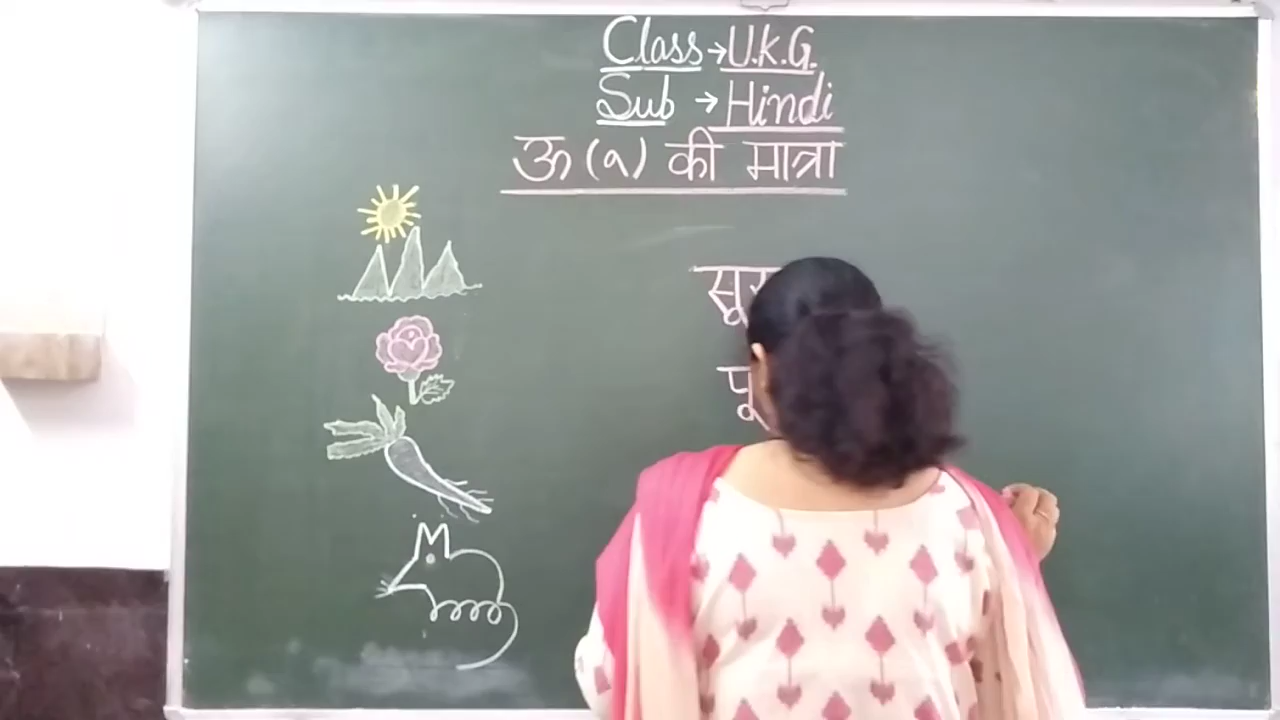 Class → U.K.G.
Sub → Hindi
ऊ (ू) की मात्रा